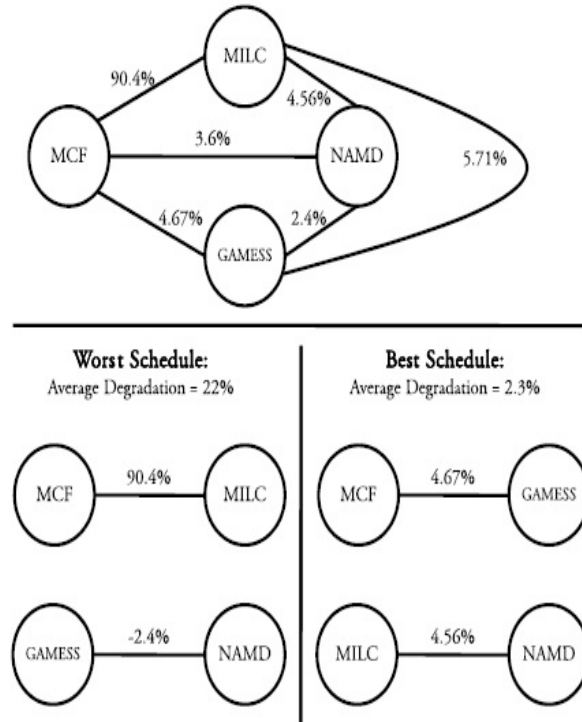 MILC
90.4%
4.56%
MCF
3.6%
NAMD
5.71%
4.67%
2.4%
GAMESS
Worst Schedule:
Average Degradation = 22%
90.4%
MCF
MILC
-2.4%
GAMESS
NAMD
Best Schedule:
Average Degradation = 2.3%
4.67%
MCF
GAMESS
4.56%
MILC
NAMD